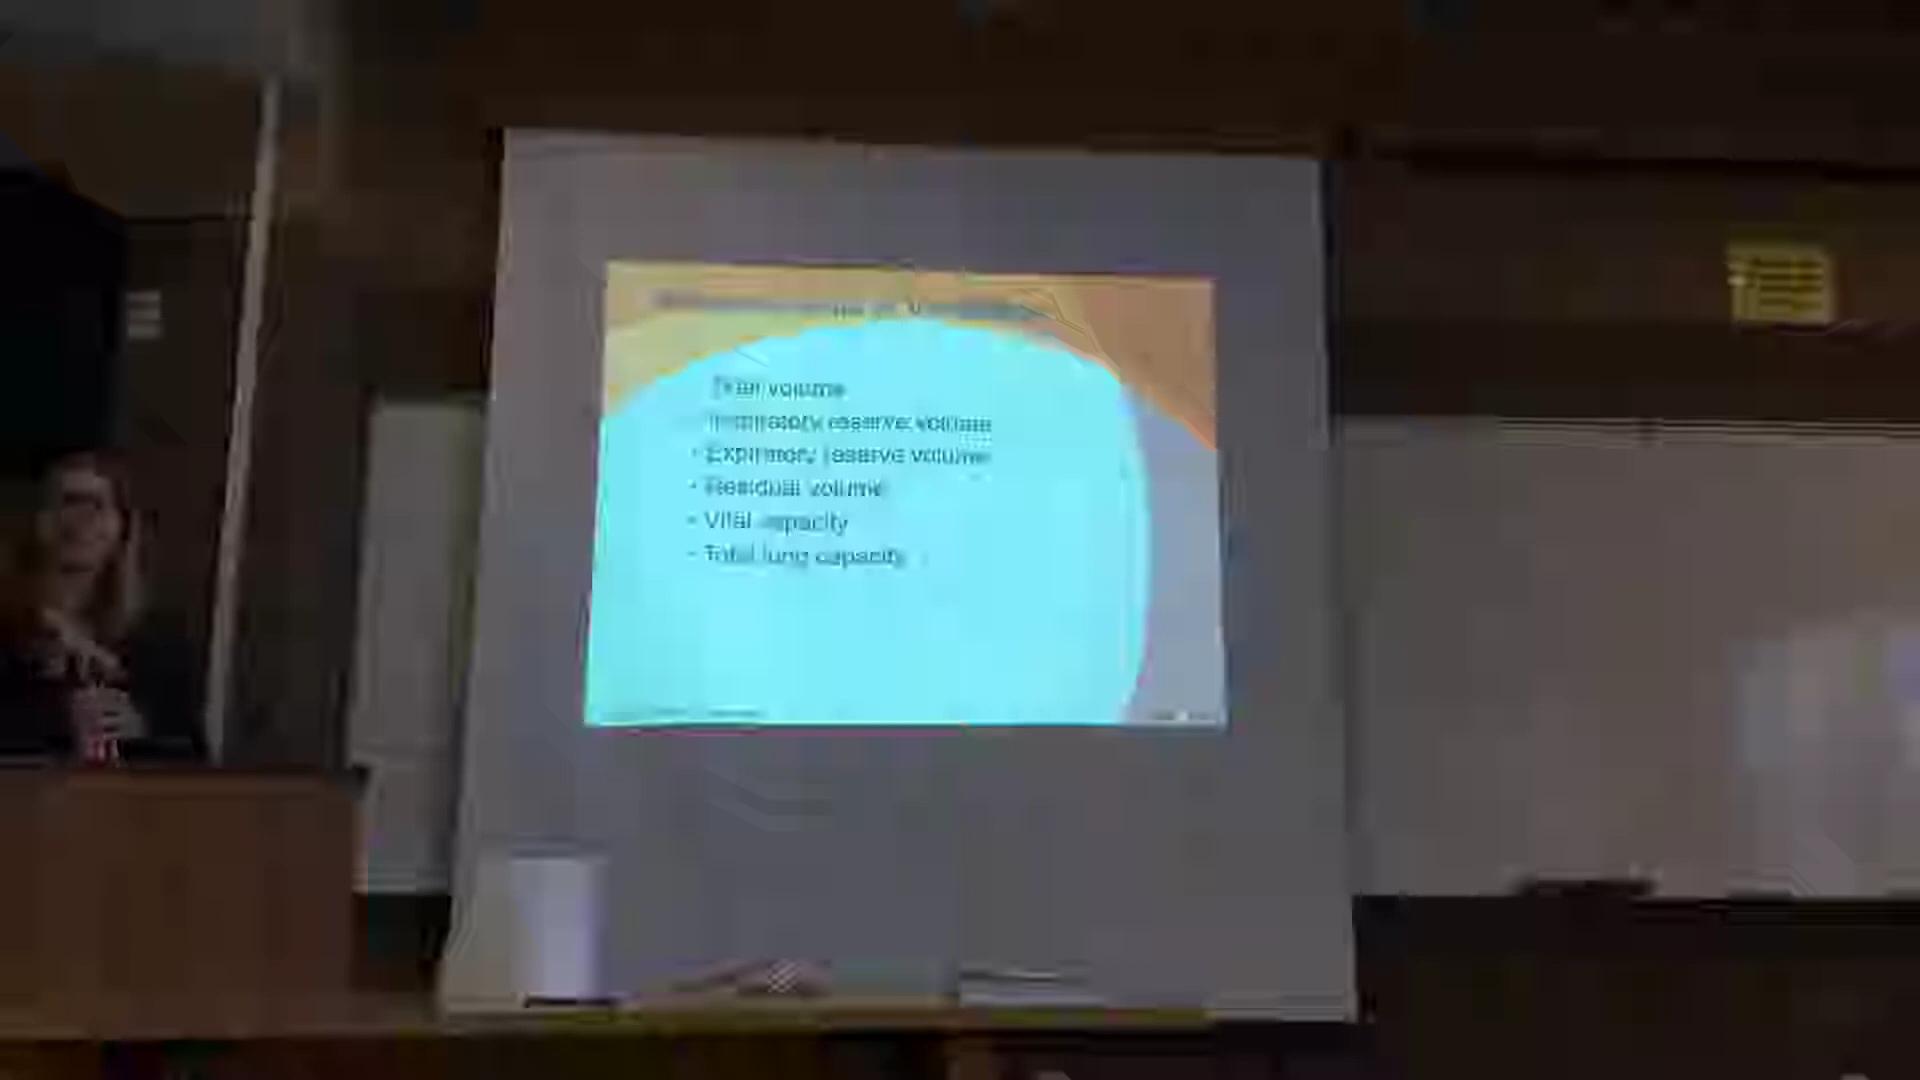 Tidal volume
Inspiratory reserve volume
• Expiratory reserve volume
• Residual volume
• Vital capacity
• Total lung capacity